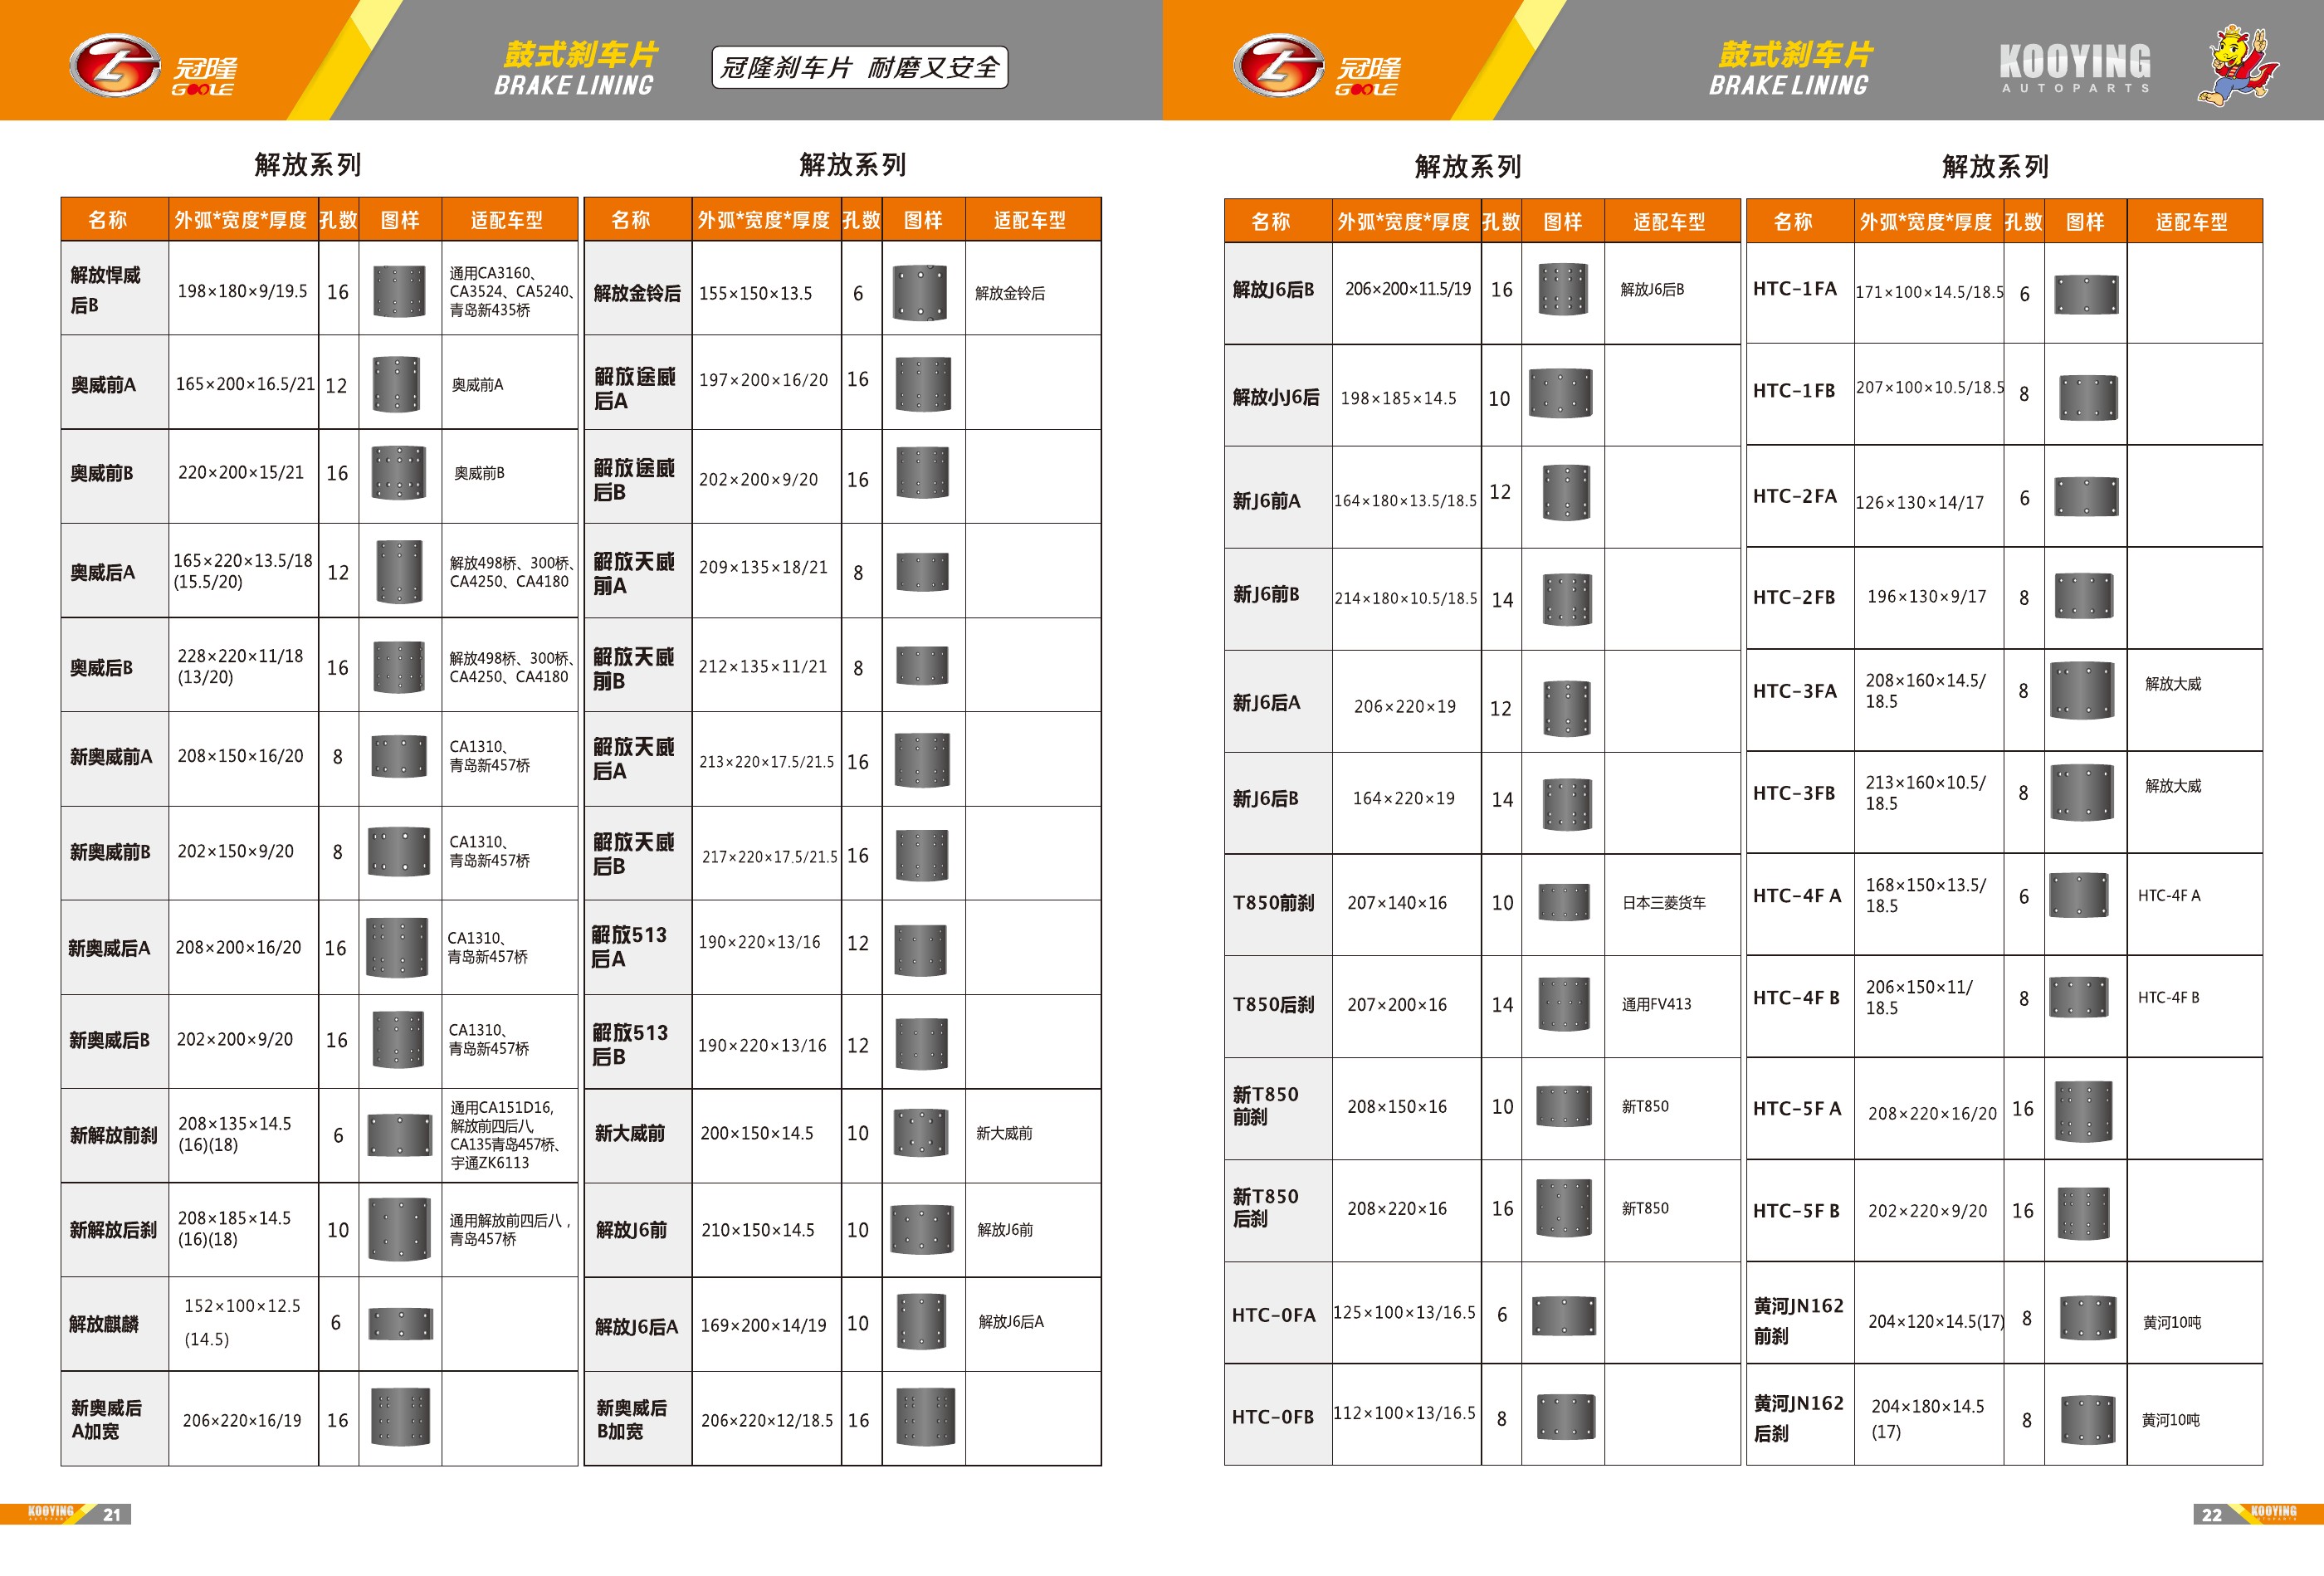 冠隆
GOOLE
鼓式刹车片
BRAKE LINING
冠隆刹车片 耐磨又安全
解放系列
解放系列
名称 外弧*宽度*厚度 孔数 图样 适配车型
解放悍威
后B
198×180×9/19.5 16
通用CA3160、
CA3524、CA5240、
青岛新435桥
奥威前A 165×200×16.5/21 12 奥威前A
奥威前B 220×200×15/21 16 奥威前B
奥威后A
165×220×13.5/18
(15.5/20)
12
解放498桥、300桥、
CA4250、CA4180
奥威后B
228×220×11/18
(13/20)
16
解放498桥、300桥、
CA4250、CA4180
新奥威前A 208×150×16/20 8
CA1310、
青岛新457桥
新奥威前B 202×150×9/20 8
CA1310、
青岛新457桥
新奥威后A 208×200×16/20 16
CA1310、
青岛新457桥
新奥威后B 202×200×9/20 16
CA1310、
青岛新457桥
新解放前刹
208×135×14.5
(16)(18)
6
通用CA151D16,
解放前四后八,
CA135青岛457桥、
宇通ZK6113
新解放后刹
208×185×14.5
(16)(18)
10
通用解放前四后八，
青岛457桥
解放麒麟
152×100×12.5
(14.5)
6
新奥威后
A加宽
206×220×16/19 16
名称 外弧*宽度*厚度 孔数 图样 适配车型
解放金铃后 155×150×13.5 6 解放金铃后
解放途威
后A
197×200×16/20 16
解放途威
后B
202×200×9/20 16
解放天威
前A
209×135×18/21 8
解放天威
前B
212×135×11/21 8
解放天威
后A
213×220×17.5/21.5 16
解放天威
后B
217×220×17.5/21.5 16
解放513
后A
190×220×13/16 12
解放513
后B
190×220×13/16 12
新大威前 200×150×14.5 10 新大威前
解放J6前 210×150×14.5 10 解放J6前
解放J6后A 169×200×14/19 10 解放J6后A
新奥威后
B加宽
206×220×12/18.5 16
KOOYING
AUTOPARTS
21
冠隆
GOOLE
鼓式刹车片
BRAKE LINING
KOOYING
AUTOPARTS
解放系列
解放系列
名称 外弧*宽度*厚度 孔数 图样 适配车型
解放J6后B 206×200×11.5/19 16 解放J6后B
解放小J6后 198×185×14.5 10
新J6前A 164×180×13.5/18.5 12
新J6前B 214×180×10.5/18.5 14
新J6后A 206×220×19 12
新J6后B 164×220×19 14
T850前刹 207×140×16 10 日本三菱货车
T850后刹 207×200×16 14 通用FV413
新T850
前刹
208×150×16 10 新T850
新T850
后刹
208×220×16 16 新T850
HTC-0FA 125×100×13/16.5 6
HTC-0FB 112×100×13/16.5 8
名称 外弧*宽度*厚度 孔数 图样 适配车型
HTC-1FA 171×100×14.5/18.5 6
HTC-1FB 207×100×10.5/18.5 8
HTC-2FA 126×130×14/17 6
HTC-2FB 196×130×9/17 8
HTC-3FA
208×160×14.5/
18.5
8 解放大威
HTC-3FB
213×160×10.5/
18.5
8 解放大威
HTC-4F A
168×150×13.5/
18.5
6 HTC-4F A
HTC-4F B
206×150×11/
18.5
8 HTC-4F B
HTC-5F A 208×220×16/20 16
HTC-5F B 202×220×9/20 16
黄河JN162
前刹
204×120×14.5(17) 8 黄河10吨
黄河JN162
后刹
204×180×14.5
(17)
8 黄河10吨
22
KOOYING
AUTOPARTS